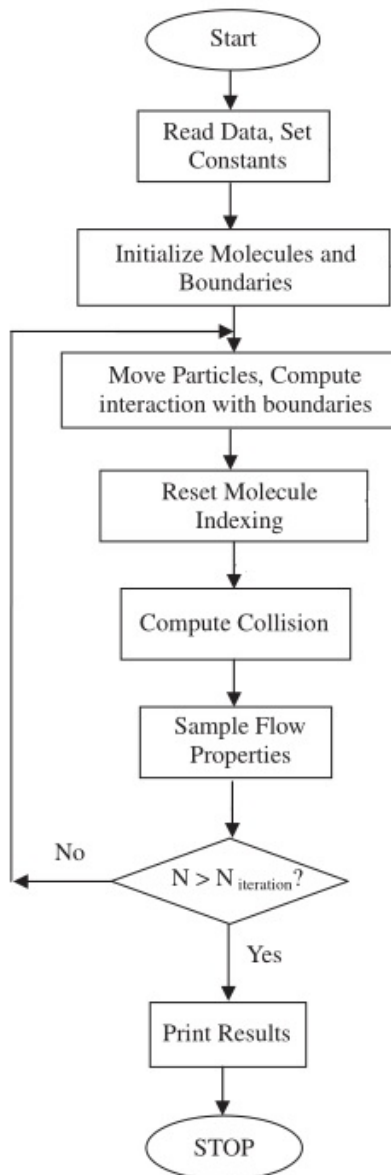 Start
Read Data, Set
Constants
Initialize Molecules and
Boundaries
Move Particles, Compute
interaction with boundaries
Reset Molecule
Indexing
Compute Collision
Sample Flow
Properties
No
N > N iteration?
Yes
Print Results
STOP